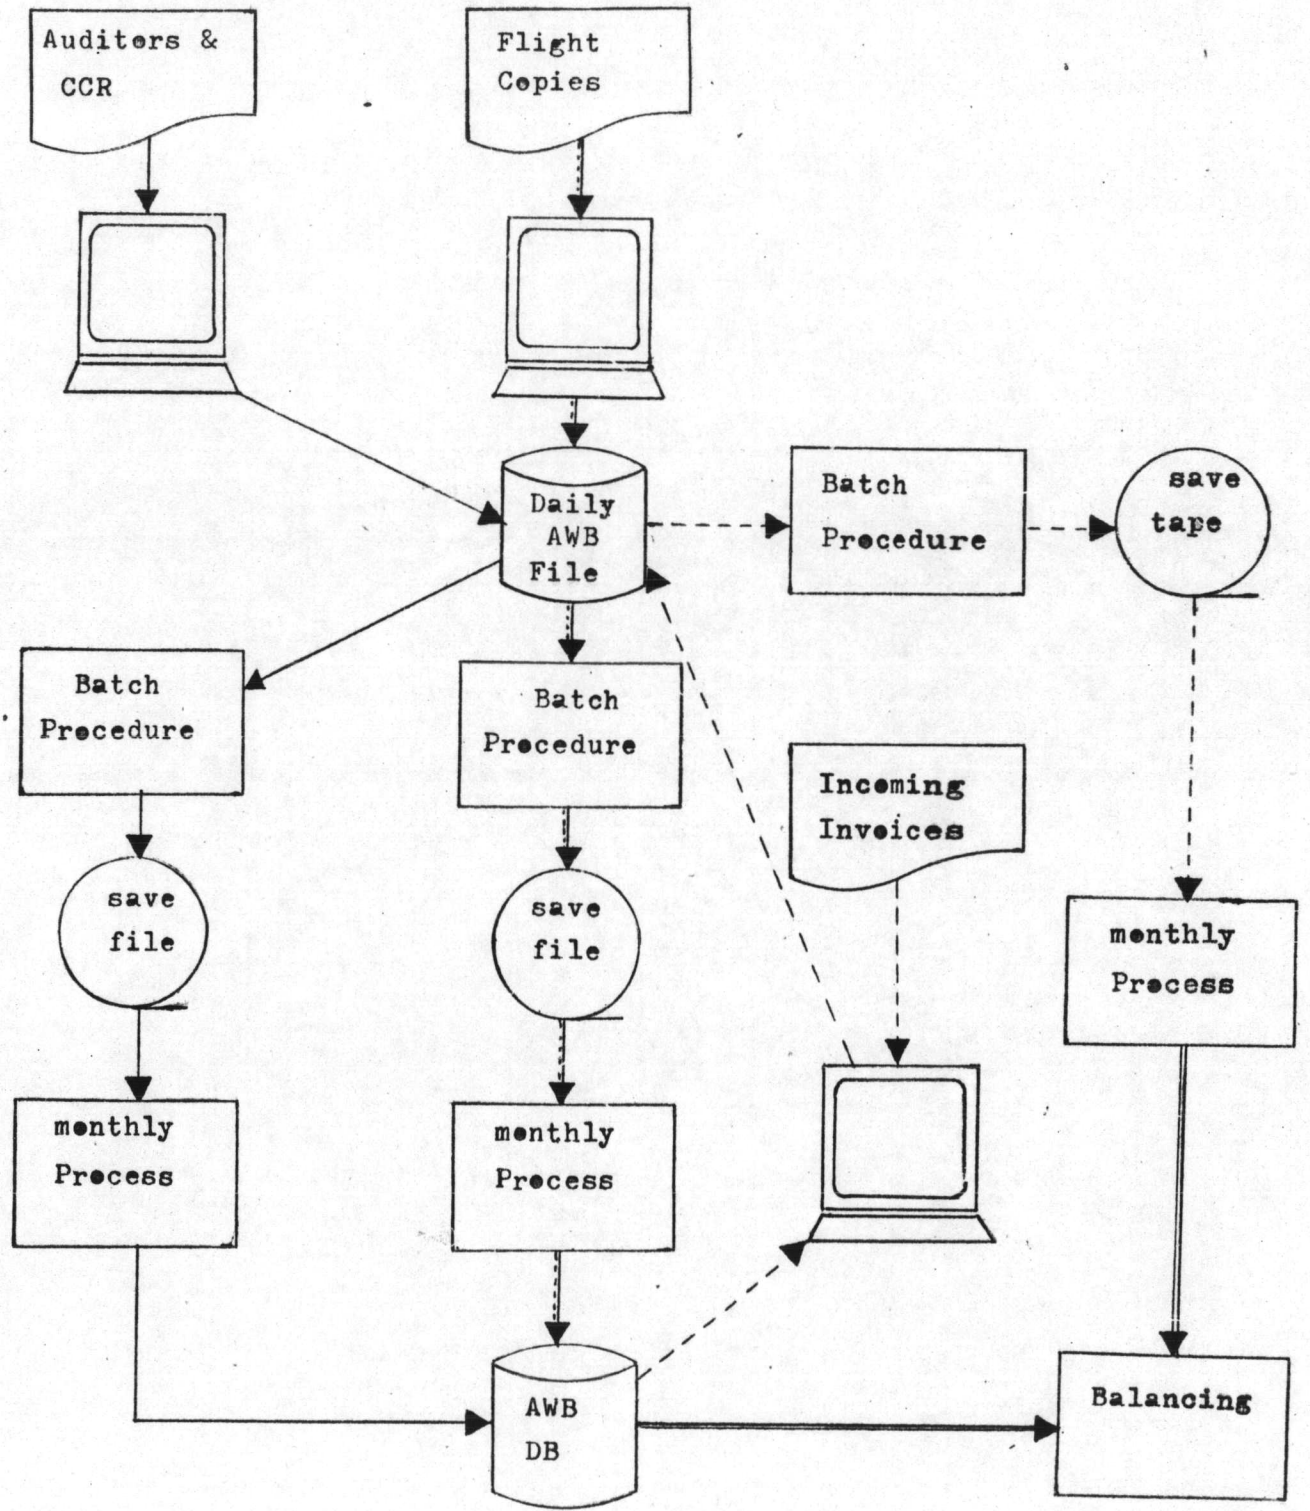 Auditors &
CCR
Flight
Copies
Daily
AWB
File
Batch
Procedure
save
tape
Batch
Procedure
Batch
Procedure
Incoming
Invoices
save
file
save
file
monthly
Process
monthly
Process
monthly
Process
AWB
DB
Balancing